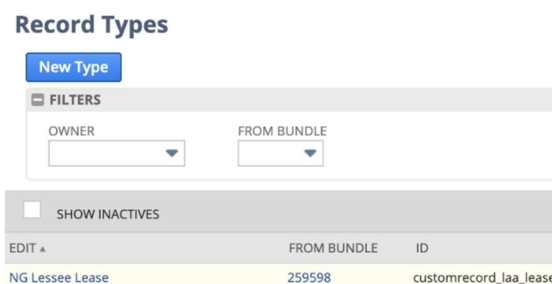 Record Types
New Type
FILTERS
OWNER FROM BUNDLE
SHOW INACTIVES
EDIT FROM BUNDLE ID
NG Lessee Lease 259598 customrecord_laa_lease